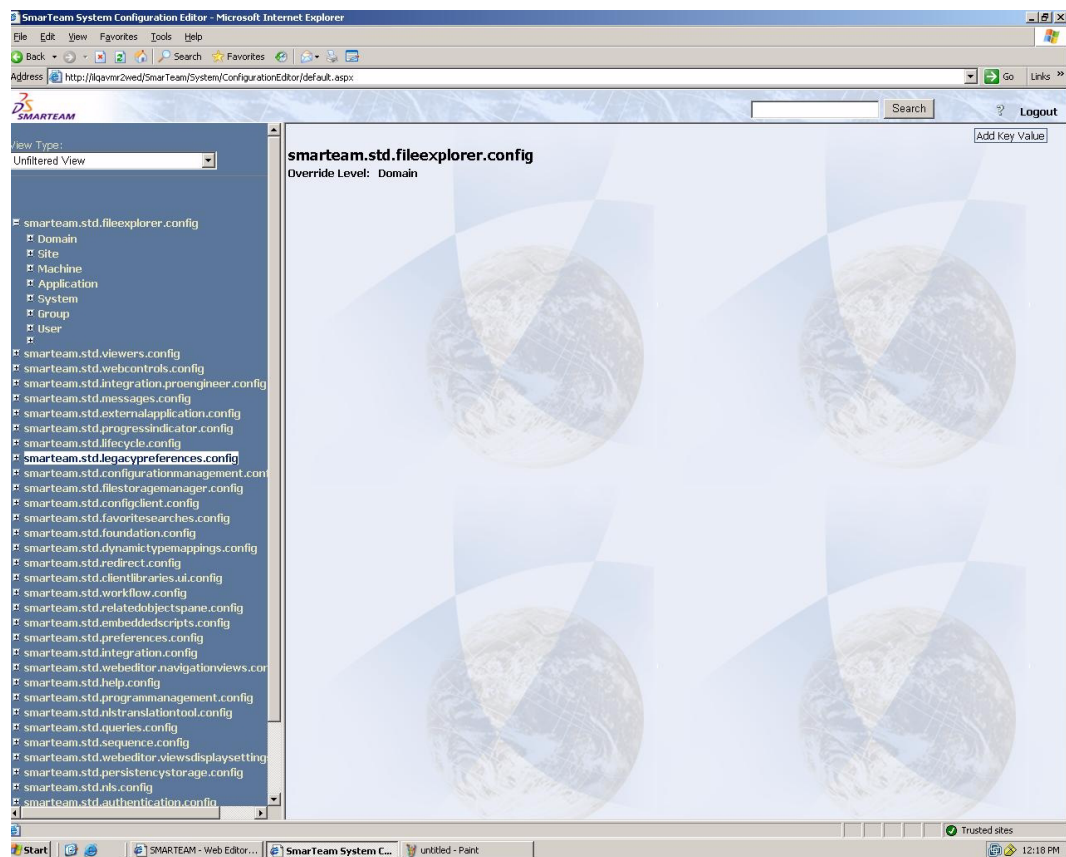 SmarTeam System Configuration Editor - Microsoft Internet Explorer
File Edit View Favorites Tools Help
Back Search Favorites
Address http://ilqavmr2wed/SmarTeam/System/ConfigurationEditor/default.aspx Go Links »
SMARTEAM Search ? Logout
View Type:
Unfiltered View
Add Key Value
smarteam.std.fileexplorer.config
Override Level: Domain
smarteam.std.fileexplorer.config
Domain
Site
Machine
Application
System
Group
User
smarteam.std.viewers.config
smarteam.std.webcontrols.config
smarteam.std.integration.proengineer.config
smarteam.std.messages.config
smarteam.std.externalapplication.config
smarteam.std.progressindicator.config
smarteam.std.lifecycle.config
smarteam.std.legacypreferences.config
smarteam.std.configurationmanagement.conf
smarteam.std.filestoragemanager.config
smarteam.std.configclient.config
smarteam.std.favoritesearches.config
smarteam.std.foundation.config
smarteam.std.dynamictypemappings.config
smarteam.std.redirect.config
smarteam.std.clientlibraries.ui.config
smarteam.std.workflow.config
smarteam.std.relatedobjectspane.config
smarteam.std.embeddedscripts.config
smarteam.std.preferences.config
smarteam.std.integration.config
smarteam.std.webeditor.navigationviews.cor
smarteam.std.help.config
smarteam.std.programmanagement.config
smarteam.std.nlstranslationtool.config
smarteam.std.queries.config
smarteam.std.sequence.config
smarteam.std.webeditor.viewsdisplaysetting
smarteam.std.persistencystorage.config
smarteam.std.nls.config
smarteam.std.authentication.config
Trusted sites
Start SMARTEAM - Web Editor... SmarTeam System C... untitled - Paint 12:18 PM